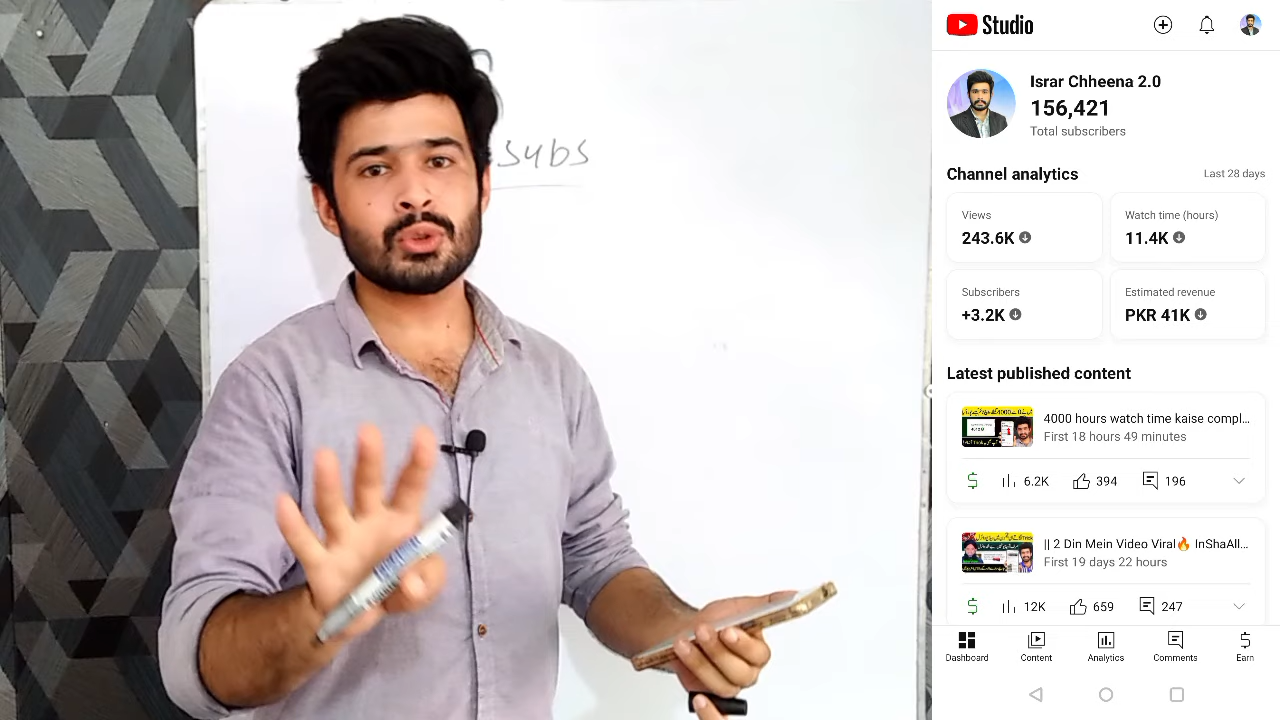 subs
Studio
Israr Chheena 2.0
156,421
Total subscribers
Channel analytics
Last 28 days
Views
243.6K
Watch time (hours)
11.4K
Subscribers
+3.2K
Estimated revenue
PKR 41K
Latest published content
4000 hours watch time kaise compl...
First 18 hours 49 minutes
6.2K
394
196
|| 2 Din Mein Video Viral🔥 InShaAll...
First 19 days 22 hours
12K
659
247
Dashboard
Content
Analytics
Comments
Earn